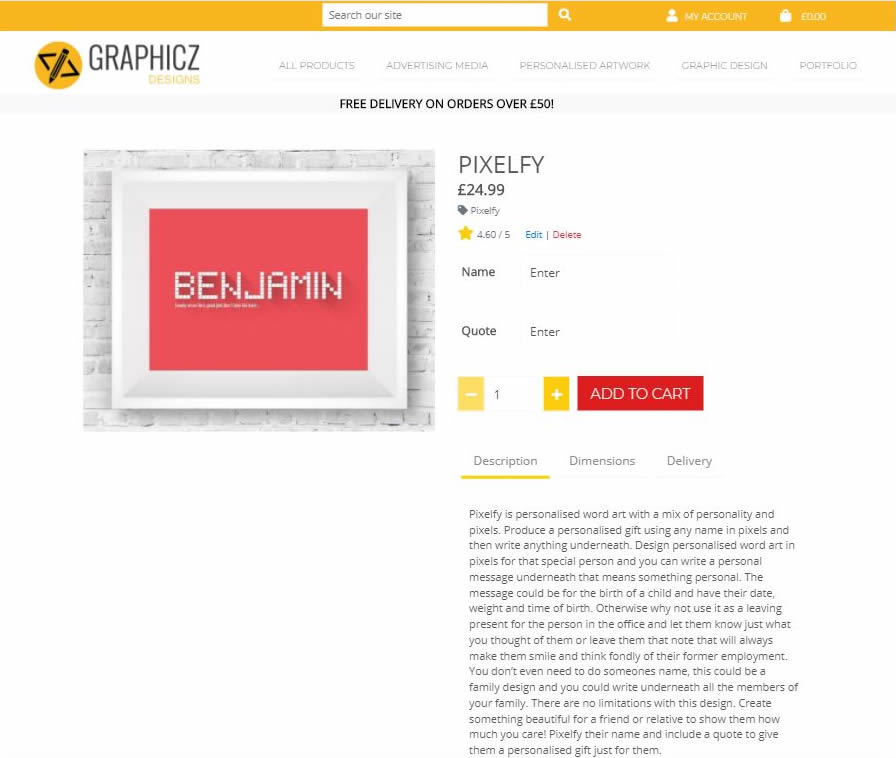 Search our site
MY ACCOUNT
£0.00
GRAPHICZ
DESIGNS
ALL PRODUCTS
ADVERTISING MEDIA
PERSONALISED ARTWORK
GRAPHIC DESIGN
PORTFOLIO
FREE DELIVERY ON ORDERS OVER £50!
BENJAMIN
PIXELFY
£24.99
Pixelfy
4.60 / 5 Edit | Delete
Name Enter
Quote Enter
1
ADD TO CART
Description Dimensions Delivery
Pixelfy is personalised word art with a mix of personality and
pixels. Produce a personalised gift using any name in pixels and
then write anything underneath. Design personalised word art in
pixels for that special person and you can write a personal
message underneath that means something personal. The
message could be for the birth of a child and have their date,
weight and time of birth. Otherwise why not use it as a leaving
present for the person in the office and let them know just what
you thought of them or leave them that note that will always
make them smile and think fondly of their former employment.
You don't even need to do someones name, this could be a
family design and you could write underneath all the members of
your family. There are no limitations with this design. Create
something beautiful for a friend or relative to show them how
much you care! Pixelfy their name and include a quote to give
them a personalised gift just for them.